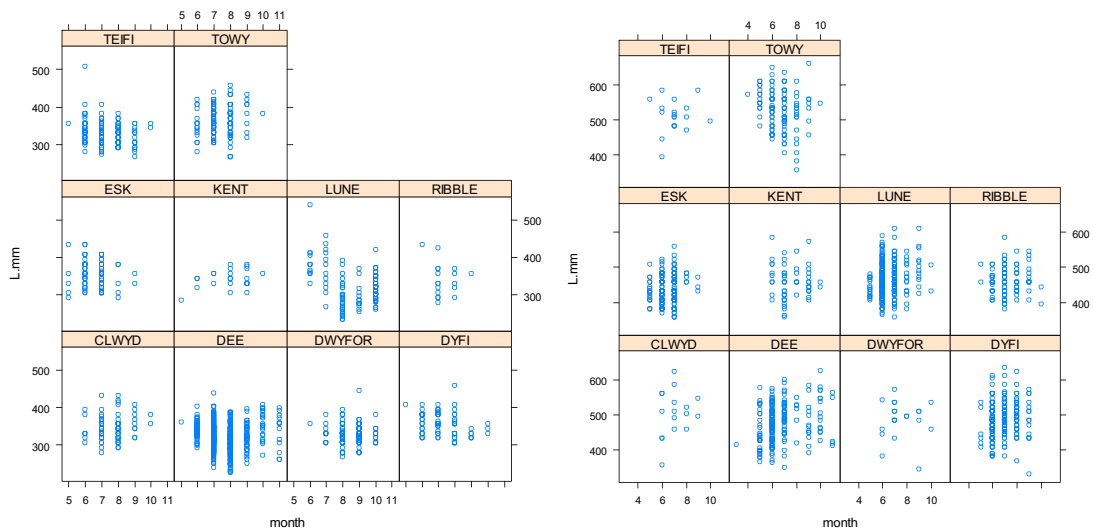 5 6 7 8 9 10 11
TEIFI TOWY
500
400
300
ESK KENT LUNE RIBBLE
500
400
300
CLWYD DEE DWYFOR DYFI
500
400
300
L.mm
5 6 7 8 9 10 11 5 6 7 8 9 10 11
month
4 6 8 10
TEIFI TOWY
600
500
400
ESK KENT LUNE RIBBLE
600
500
400
CLWYD DEE DWYFOR DYFI
600
500
400
L.mm
4 6 8 10 4 6 8 10
month